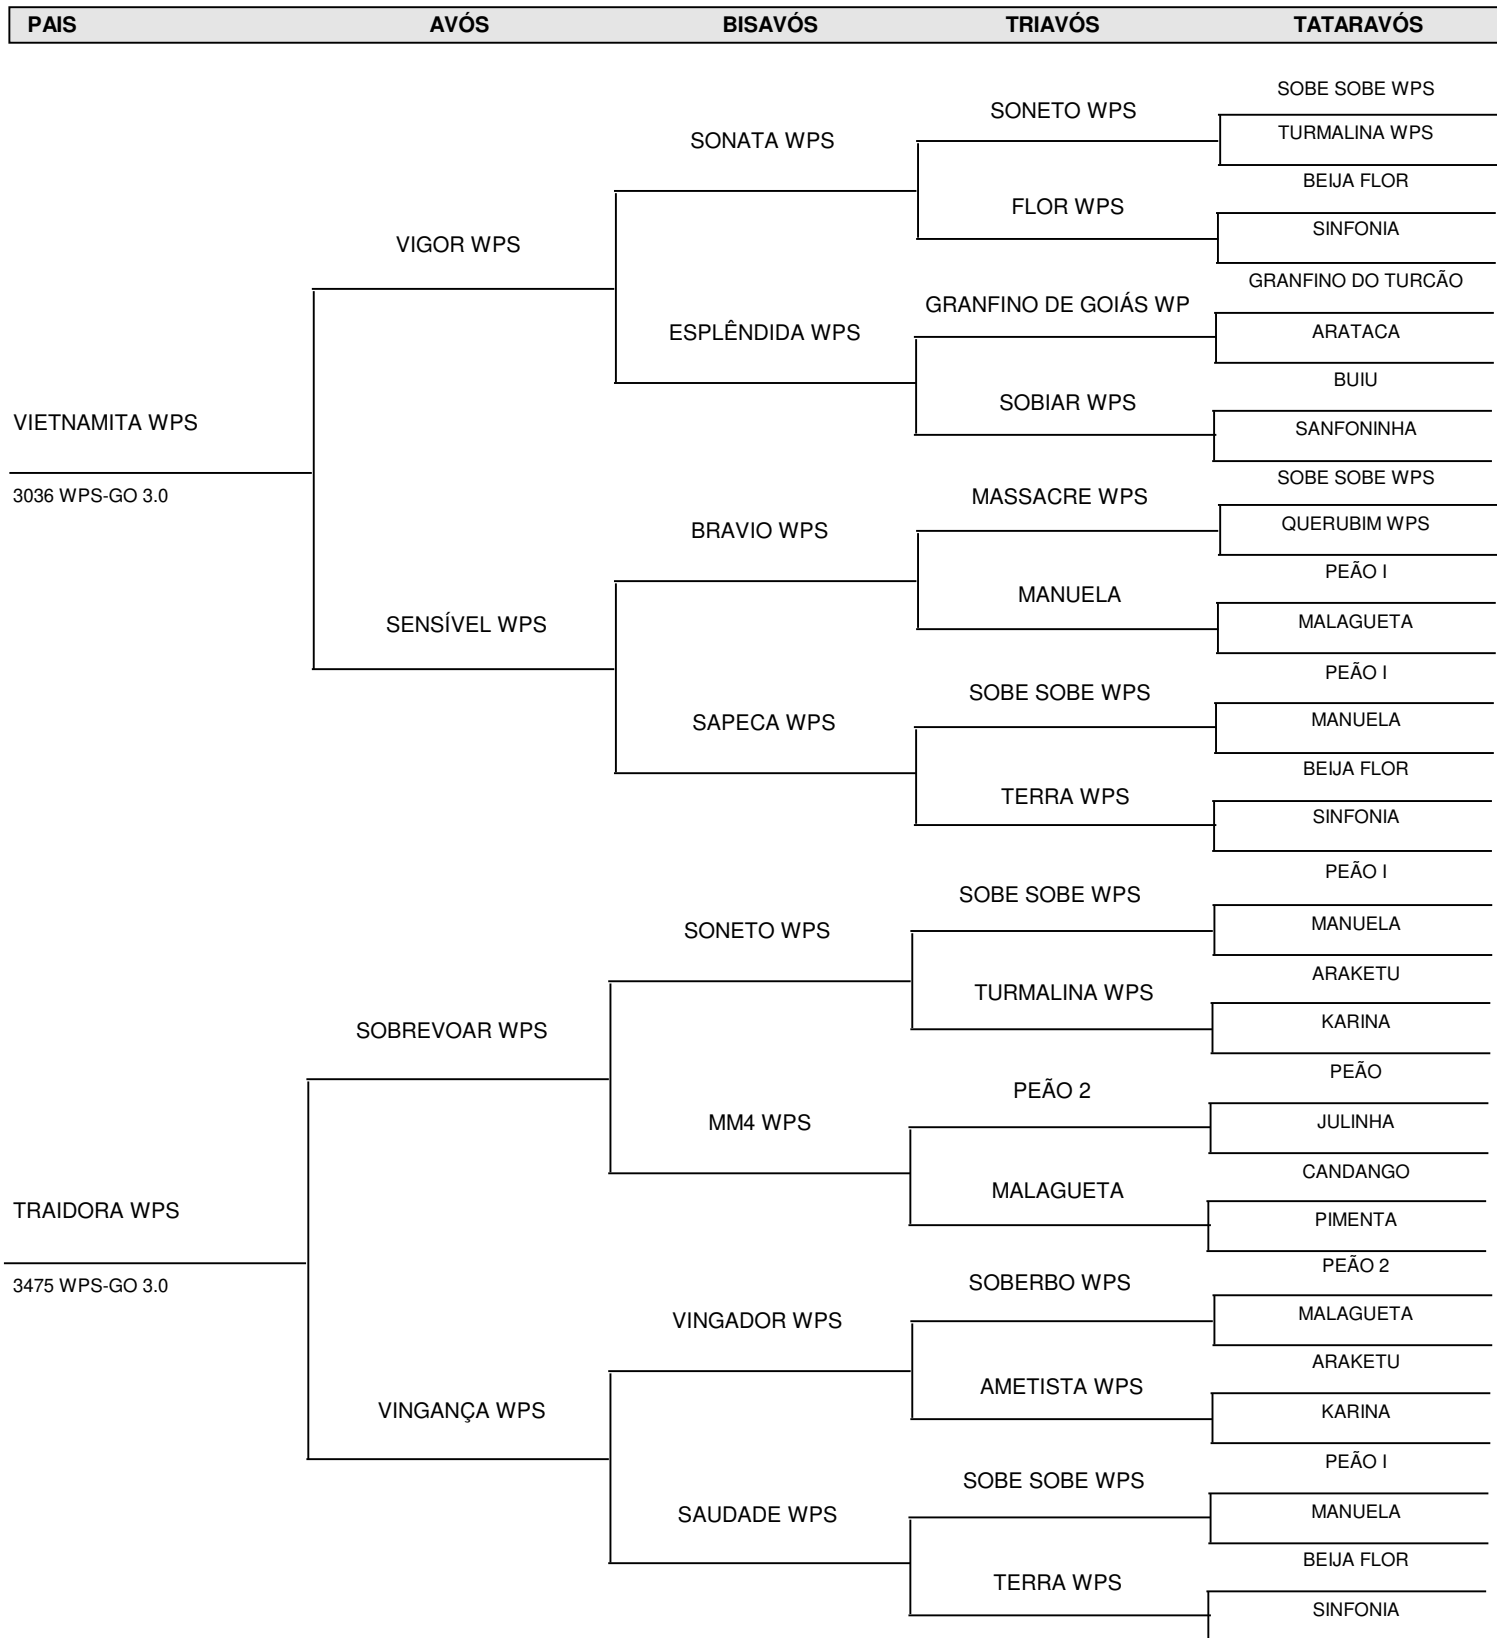 PAIS AVÓS BISAVÓS TRIAVÓS TATARAVÓS
SOBE SOBE WPS
SONETO WPS
TURMALINA WPS
SONATA WPS
BEIJA FLOR
FLOR WPS
SINFONIA
VIGOR WPS
GRANFINO DO TURCÃO
GRANFINO DE GOIÁS WP
ARATACA
ESPLÊNDIDA WPS
BUIU
SOBIAR WPS
VIETNAMITA WPS
SANFONINHA
SOBE SOBE WPS
3036 WPS-GO 3.0
MASSACRE WPS
QUERUBIM WPS
BRAVIO WPS
PEÃO I
MANUELA
MALAGUETA
SENSÍVEL WPS
PEÃO I
SOBE SOBE WPS
MANUELA
SAPECA WPS
BEIJA FLOR
TERRA WPS
SINFONIA
PEÃO I
SOBE SOBE WPS
MANUELA
SONETO WPS
ARAKETU
TURMALINA WPS
KARINA
SOBREVOAR WPS
PEÃO
PEÃO 2
JULINHA
MM4 WPS
CANDANGO
MALAGUETA
TRAIDORA WPS
PIMENTA
PEÃO 2
3475 WPS-GO 3.0
SOBERBO WPS
MALAGUETA
VINGADOR WPS
ARAKETU
AMETISTA WPS
VINGANÇA WPS
KARINA
PEÃO I
SOBE SOBE WPS
MANUELA
SAUDADE WPS
BEIJA FLOR
TERRA WPS
SINFONIA